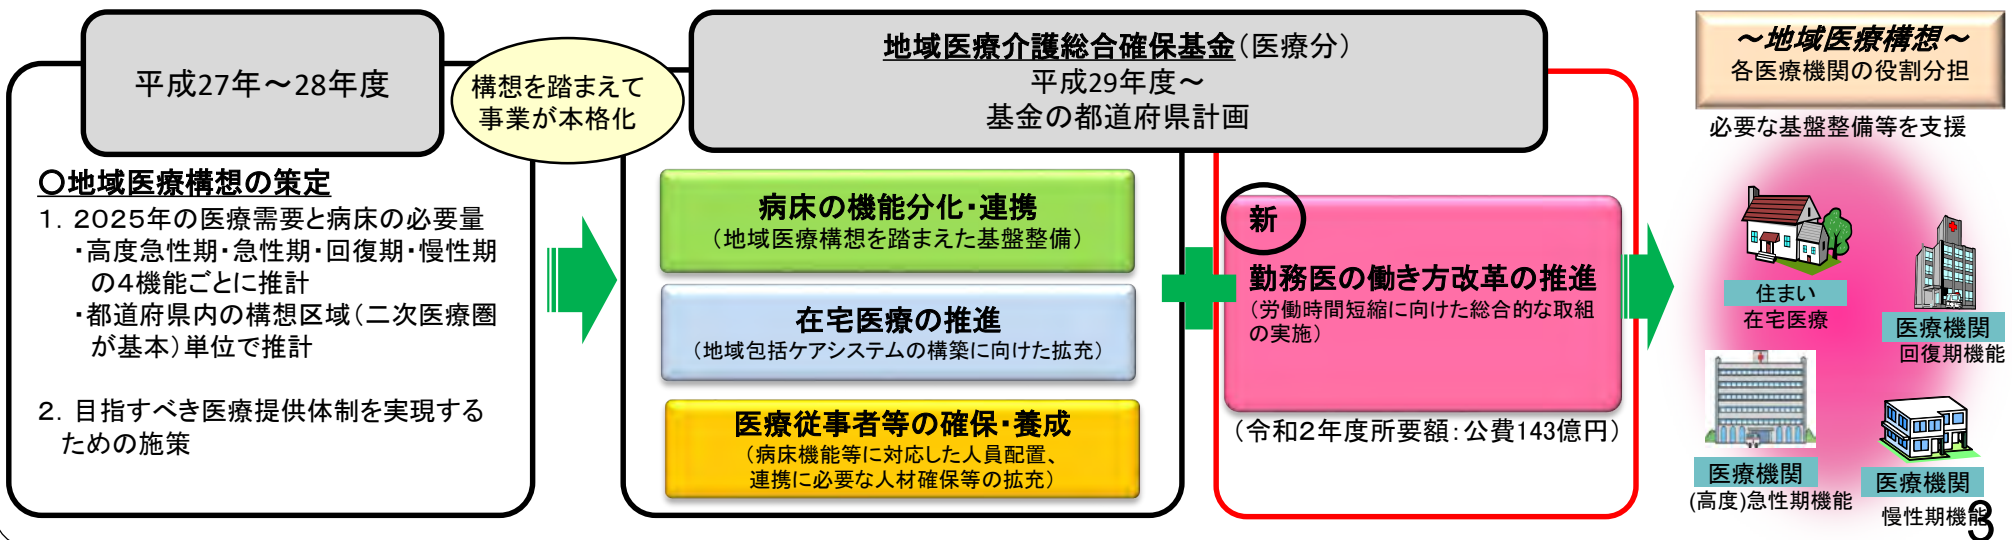 平成27年～28年度
○地域医療構想の策定
1．2025年の医療需要と病床の必要量
・高度急性期・急性期・回復期・慢性期
の4機能ごとに推計
・都道府県内の構想区域（二次医療圏
が基本）単位で推計
2．目指すべき医療提供体制を実現する
ための施策
構想を踏まえて
事業が本格化
地域医療介護総合確保基金（医療分）
平成29年度～
基金の都道府県計画
病床の機能分化・連携
（地域医療構想を踏まえた基盤整備）
在宅医療の推進
（地域包括ケアシステムの構築に向けた拡充）
医療従事者等の確保・養成
（病床機能等に対応した人員配置、
連携に必要な人材確保等の拡充）
新
勤務医の働き方改革の推進
（労働時間短縮に向けた総合的な取組
の実施）
（令和2年度所要額：公費143億円）
～地域医療構想～
各医療機関の役割分担
必要な基盤整備等を支援
住まい
在宅医療
医療機関
回復期機能
医療機関
(高度)急性期機能
医療機関
慢性期機能
3